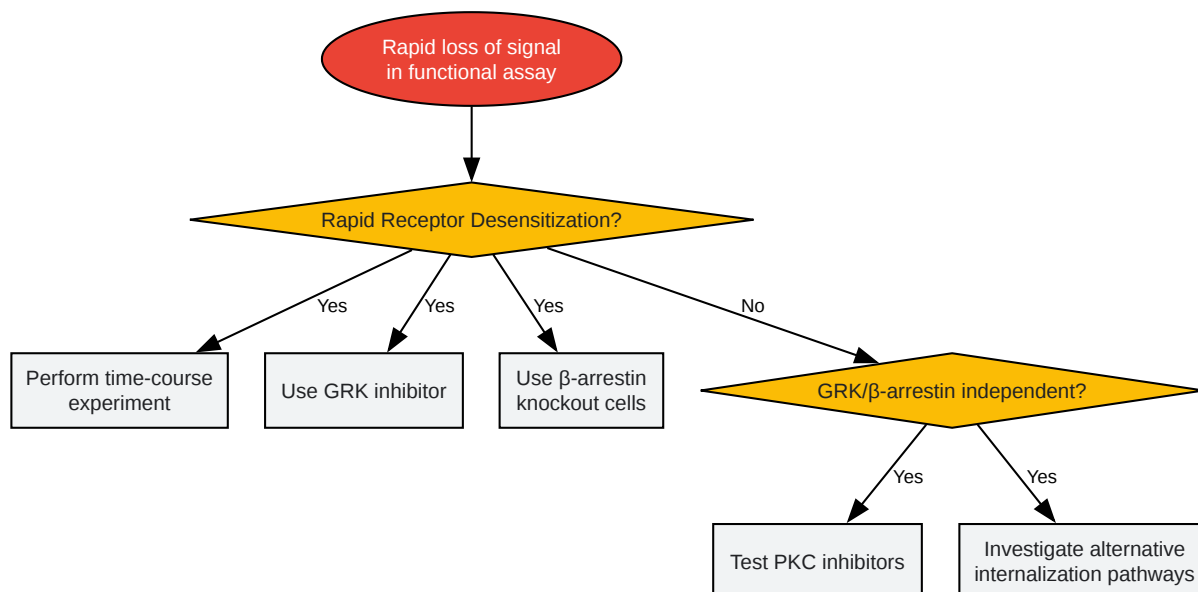 Rapid loss of signal
in functional assay
Rapid Receptor Desensitization?
Yes
Yes
Yes
No
Perform time-course
experiment
Use GRK inhibitor
Use β-arrestin
knockout cells
GRK/β-arrestin independent?
Yes
Yes
Test PKC inhibitors
Investigate alternative
internalization pathways